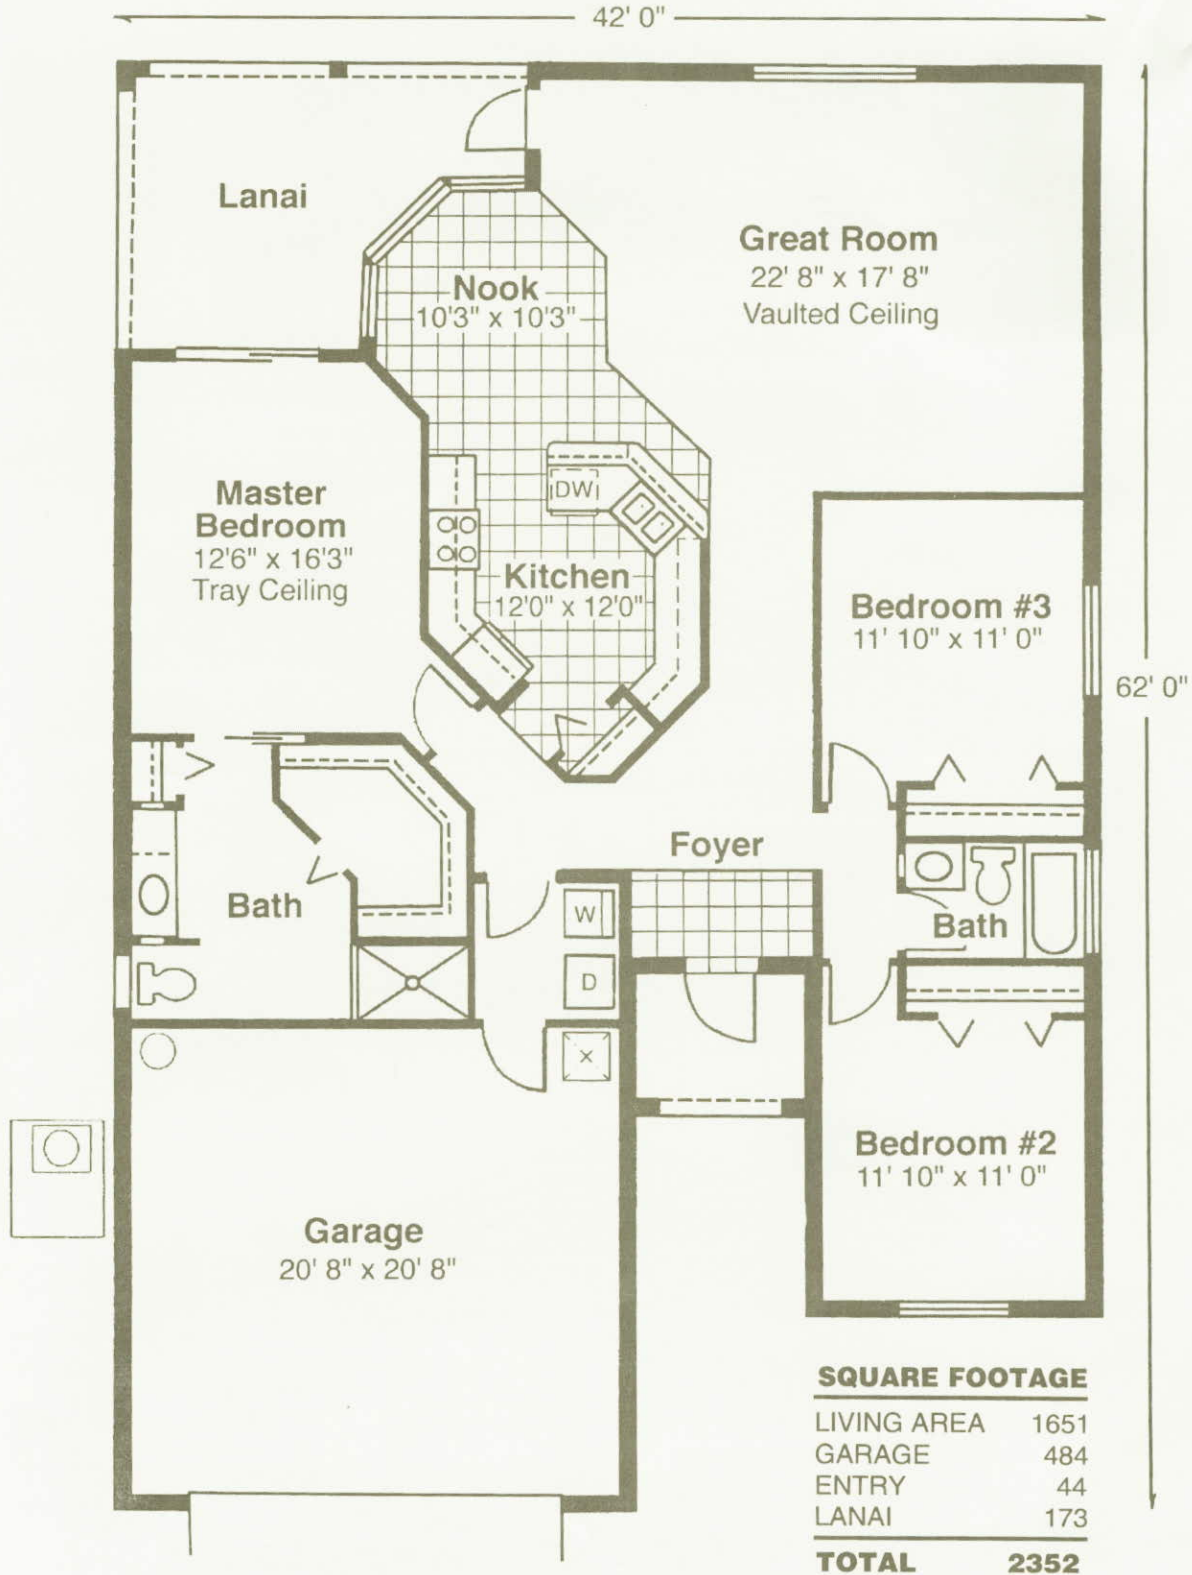 42' 0"
Lanai
Great Room
22' 8" x 17' 8"
Vaulted Ceiling
Nook
10'3" x 10'3"
Master
Bedroom
12'6" x 16'3"
Tray Ceiling
DW
Kitchen
12'0" x 12'0"
Bedroom #3
11' 10" x 11' 0"
62' 0"
Foyer
Bath
W
D
Bath
X
Bedroom #2
11' 10" x 11' 0"
Garage
20' 8" x 20' 8"
SQUARE FOOTAGE
LIVING AREA 1651
GARAGE 484
ENTRY 44
LANAI 173
TOTAL 2352